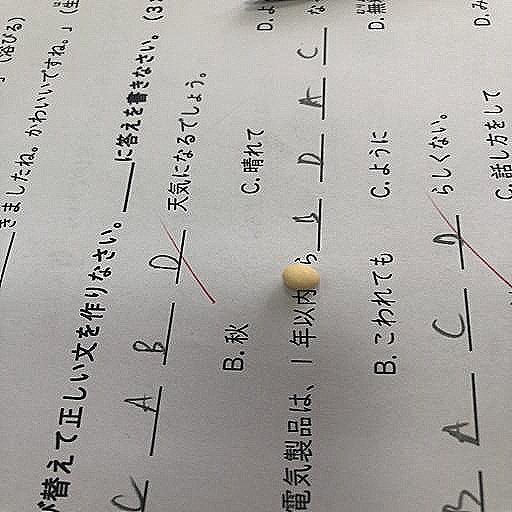 」（浴びる）
きましたね。かわいいですね。」（
替えて正しい文を作りなさい。____に答えを書きなさい。（3
C A B D 天気になるでしょう。
B. 秋 C. 晴れて D. よ
電気製品は、1年以内 ら B D A C な
B. こわれても C. ように D. 無
B A C D らしくない。
C. 話し方をして D. み